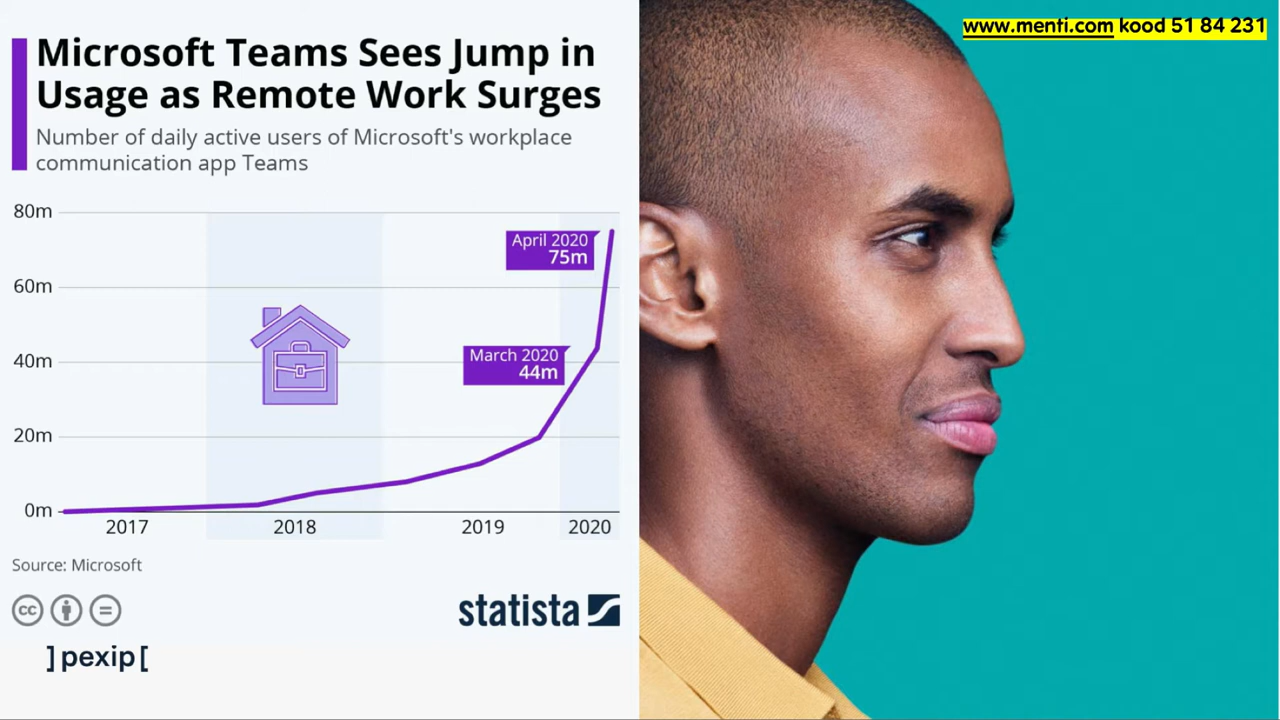 Microsoft Teams Sees Jump in
Usage as Remote Work Surges
Number of daily active users of Microsoft's workplace
communication app Teams
80m
60m
40m
20m
0m
April 2020
75m
March 2020
44m
2017
2018
2019
2020
Source: Microsoft
cc
statista
]pexip[
www.menti.com kood 51 84 231